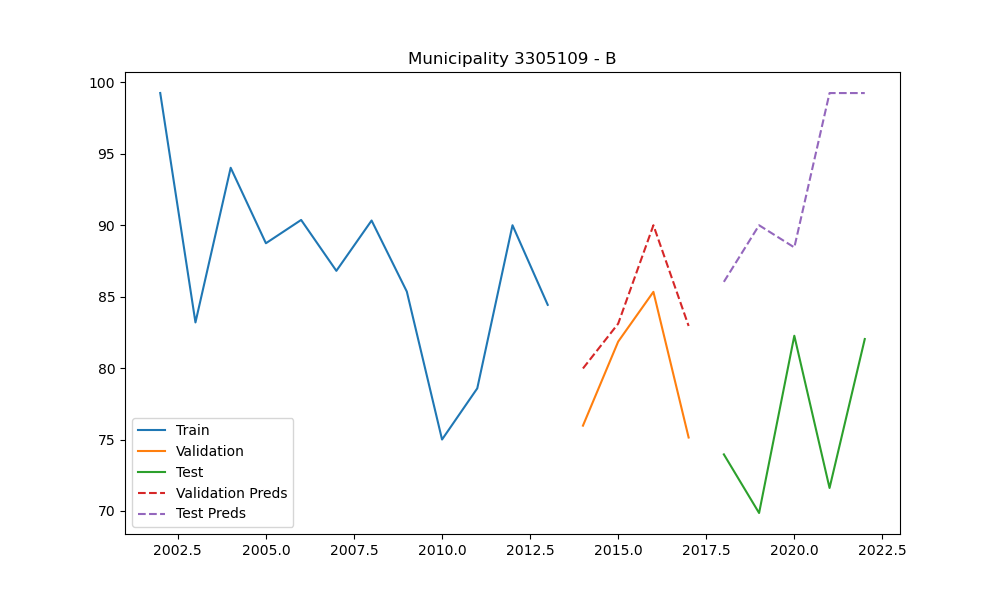 Municipality 3305109 - B
100
95
90
85
80
75
70
Train
Validation
Test
Validation Preds
Test Preds
2002.5 2005.0 2007.5 2010.0 2012.5 2015.0 2017.5 2020.0 2022.5